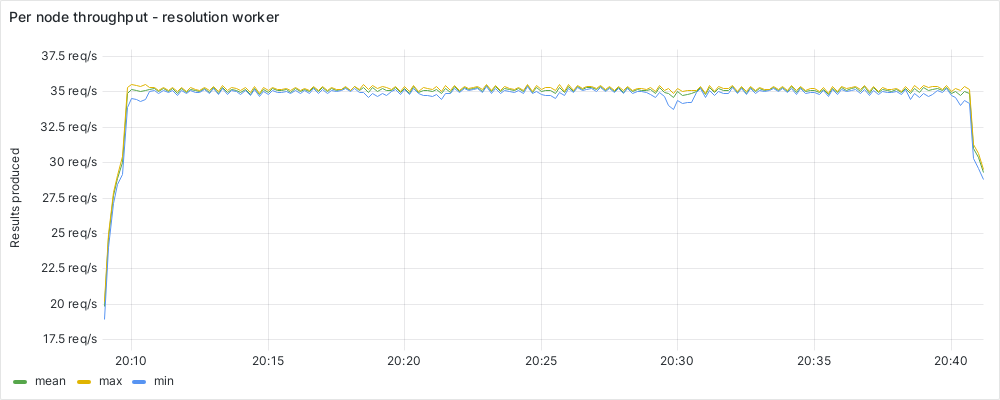 Per node throughput - resolution worker
Results produced
37.5 req/s
35 req/s
32.5 req/s
30 req/s
27.5 req/s
25 req/s
22.5 req/s
20 req/s
17.5 req/s
20:10 20:15 20:20 20:25 20:30 20:35 20:40
mean max min